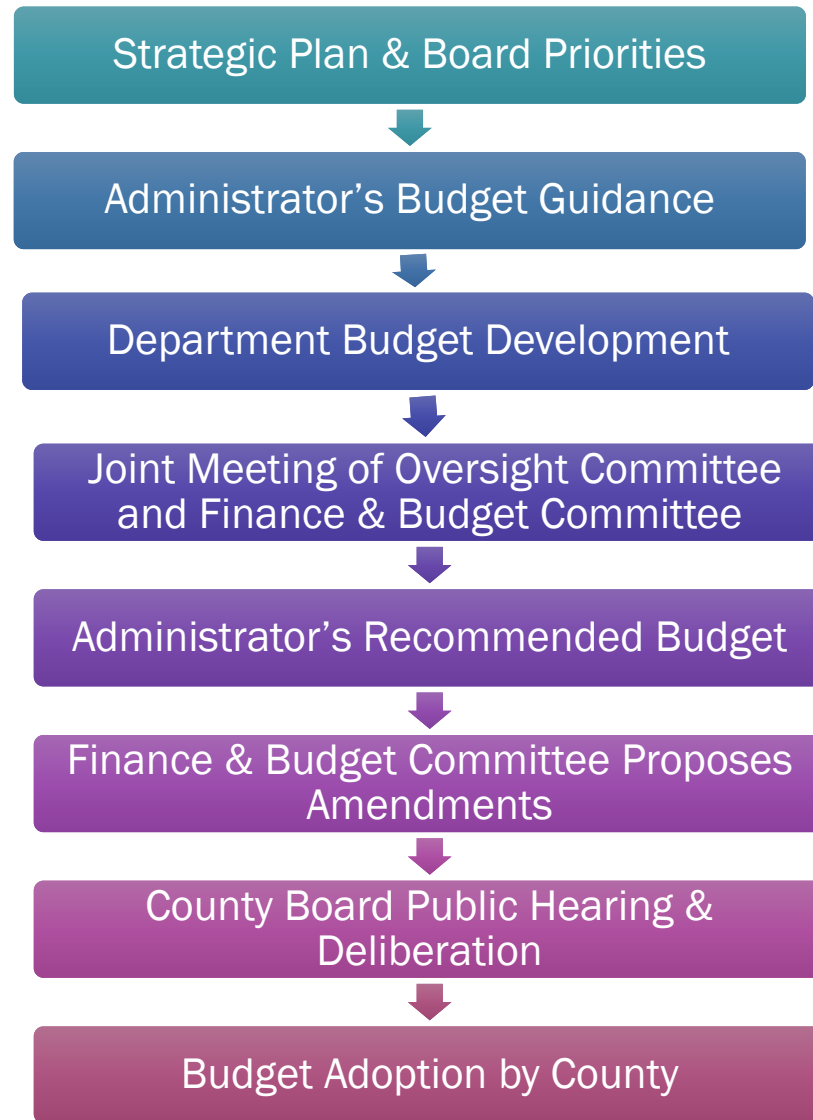 Strategic Plan & Board Priorities
Administrator’s Budget Guidance
Department Budget Development
Joint Meeting of Oversight Committee
and Finance & Budget Committee
Administrator’s Recommended Budget
Finance & Budget Committee Proposes
Amendments
County Board Public Hearing &
Deliberation
Budget Adoption by County